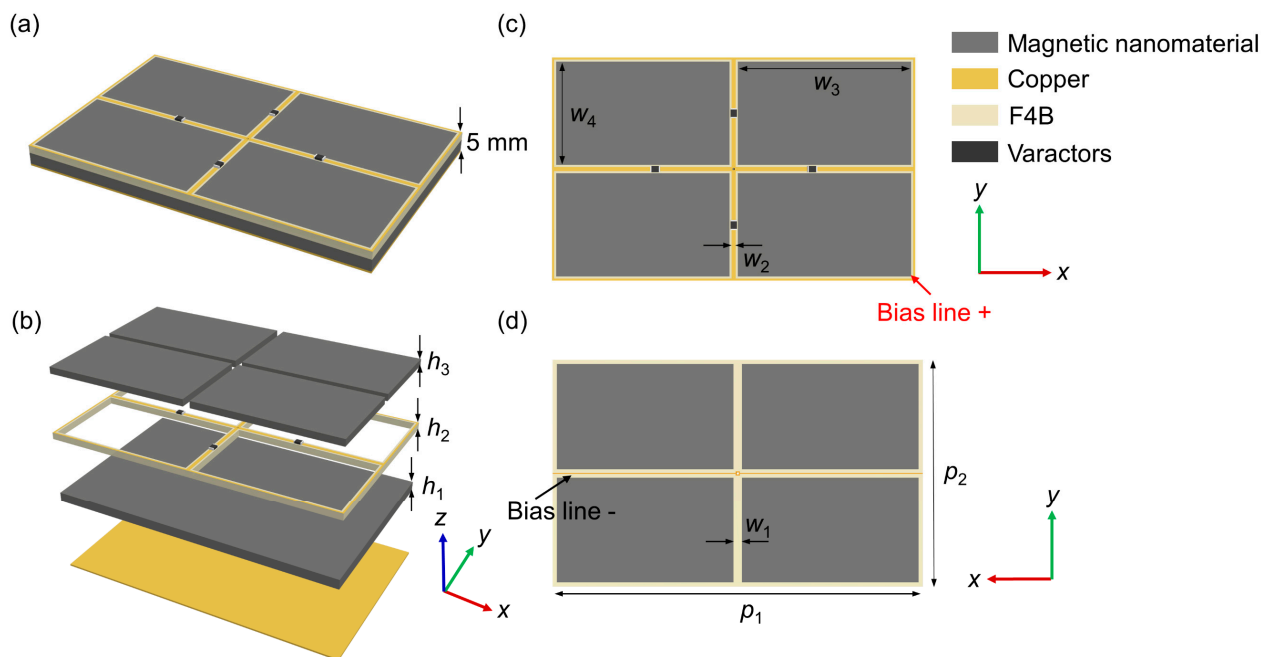 (a)
5 mm
(b)
h3
h2
h1
z
y
x
(c)
w3
w4
w2
Bias line +
Magnetic nanomaterial
Copper
F4B
Varactors
y
x
(d)
Bias line -
w1
p2
p1
y
x